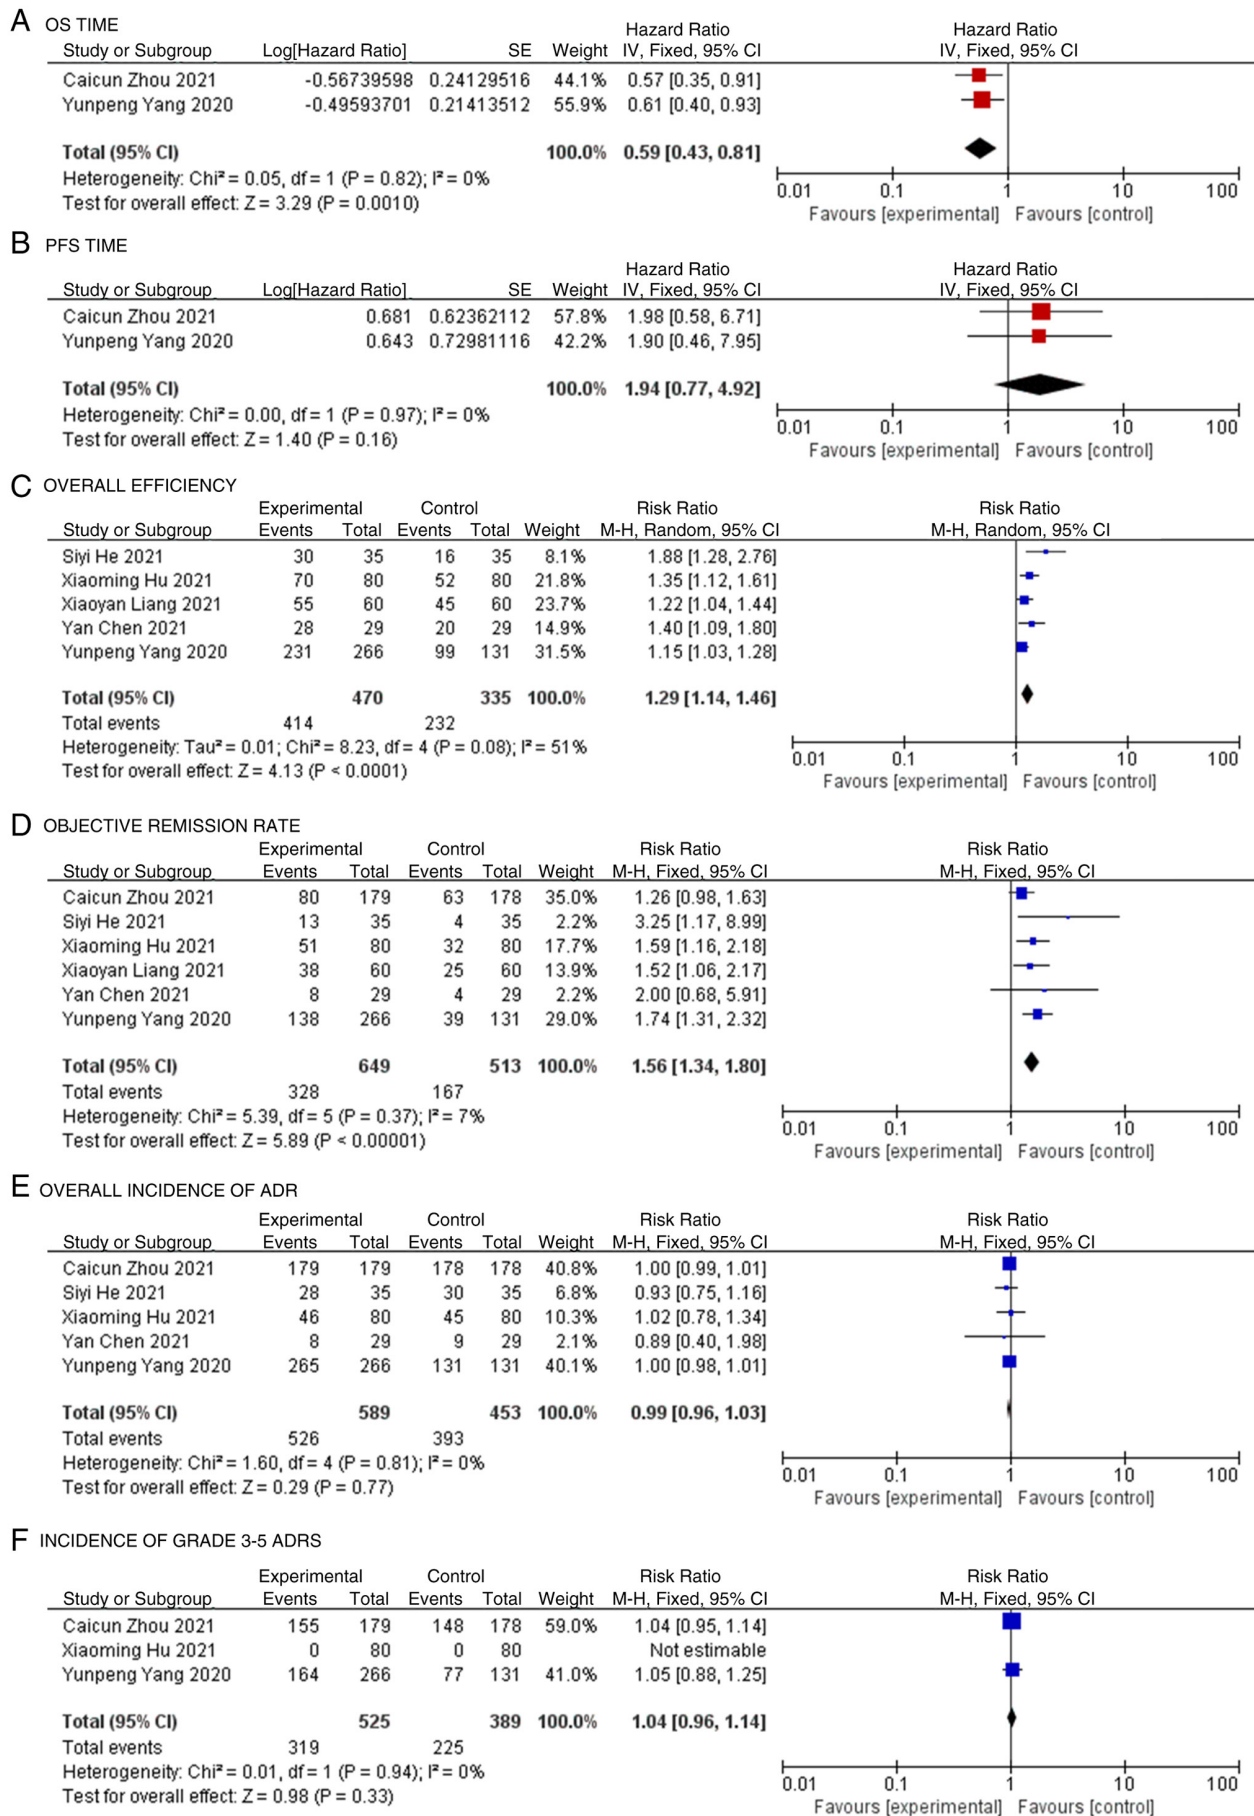 A OS TIME
Hazard Ratio Hazard Ratio
Study or Subgroup Log[Hazard Ratio] SE Weight IV, Fixed, 95% CI IV, Fixed, 95% CI
Caicun Zhou 2021 -0.56739598 0.24129516 44.1% 0.57 [0.35, 0.91]
Yunpeng Yang 2020 -0.49593701 0.21413512 55.9% 0.61 [0.40, 0.93]
Total (95% CI) 100.0% 0.59 [0.43, 0.81]
Heterogeneity: Chi² = 0.05, df = 1 (P = 0.82); I² = 0%
Test for overall effect: Z = 3.29 (P = 0.0010)
0.01 0.1 1 10 100
Favours [experimental] Favours [control]
B PFS TIME
Hazard Ratio Hazard Ratio
Study or Subgroup Log[Hazard Ratio] SE Weight IV, Fixed, 95% CI IV, Fixed, 95% CI
Caicun Zhou 2021 0.681 0.62362112 57.8% 1.98 [0.58, 6.71]
Yunpeng Yang 2020 0.643 0.72981116 42.2% 1.90 [0.46, 7.95]
Total (95% CI) 100.0% 1.94 [0.77, 4.92]
Heterogeneity: Chi² = 0.00, df = 1 (P = 0.97); I² = 0%
Test for overall effect: Z = 1.40 (P = 0.16)
0.01 0.1 1 10 100
Favours [experimental] Favours [control]
C OVERALL EFFICIENCY
Experimental Control Risk Ratio Risk Ratio
Study or Subgroup Events Total Events Total Weight M-H, Random, 95% CI M-H, Random, 95% CI
Siyi He 2021 30 35 16 35 8.1% 1.88 [1.28, 2.76]
Xiaoming Hu 2021 70 80 52 80 21.8% 1.35 [1.12, 1.61]
Xiaoyan Liang 2021 55 60 45 60 23.7% 1.22 [1.04, 1.44]
Yan Chen 2021 28 29 20 29 14.9% 1.40 [1.09, 1.80]
Yunpeng Yang 2020 231 266 99 131 31.5% 1.15 [1.03, 1.28]
Total (95% CI) 470 335 100.0% 1.29 [1.14, 1.46]
Total events 414 232
Heterogeneity: Tau² = 0.01; Chi² = 8.23, df = 4 (P = 0.08); I² = 51%
Test for overall effect: Z = 4.13 (P < 0.0001)
0.01 0.1 1 10 100
Favours [experimental] Favours [control]
D OBJECTIVE REMISSION RATE
Experimental Control Risk Ratio Risk Ratio
Study or Subgroup Events Total Events Total Weight M-H, Fixed, 95% CI M-H, Fixed, 95% CI
Caicun Zhou 2021 80 179 63 178 35.0% 1.26 [0.98, 1.63]
Siyi He 2021 13 35 4 35 2.2% 3.25 [1.17, 8.99]
Xiaoming Hu 2021 51 80 32 80 17.7% 1.59 [1.16, 2.18]
Xiaoyan Liang 2021 38 60 25 60 13.9% 1.52 [1.06, 2.17]
Yan Chen 2021 8 29 4 29 2.2% 2.00 [0.68, 5.91]
Yunpeng Yang 2020 138 266 39 131 29.0% 1.74 [1.31, 2.32]
Total (95% CI) 649 513 100.0% 1.56 [1.34, 1.80]
Total events 328 167
Heterogeneity: Chi² = 5.39, df = 5 (P = 0.37); I² = 7%
Test for overall effect: Z = 5.89 (P < 0.00001)
0.01 0.1 1 10 100
Favours [experimental] Favours [control]
E OVERALL INCIDENCE OF ADR
Experimental Control Risk Ratio Risk Ratio
Study or Subgroup Events Total Events Total Weight M-H, Fixed, 95% CI M-H, Fixed, 95% CI
Caicun Zhou 2021 179 179 178 178 40.8% 1.00 [0.99, 1.01]
Siyi He 2021 28 35 30 35 6.8% 0.93 [0.75, 1.16]
Xiaoming Hu 2021 46 80 45 80 10.3% 1.02 [0.78, 1.34]
Yan Chen 2021 8 29 9 29 2.1% 0.89 [0.40, 1.98]
Yunpeng Yang 2020 265 266 131 131 40.1% 1.00 [0.98, 1.01]
Total (95% CI) 589 453 100.0% 0.99 [0.96, 1.03]
Total events 526 393
Heterogeneity: Chi² = 1.60, df = 4 (P = 0.81); I² = 0%
Test for overall effect: Z = 0.29 (P = 0.77)
0.01 0.1 1 10 100
Favours [experimental] Favours [control]
F INCIDENCE OF GRADE 3-5 ADRS
Experimental Control Risk Ratio Risk Ratio
Study or Subgroup Events Total Events Total Weight M-H, Fixed, 95% CI M-H, Fixed, 95% CI
Caicun Zhou 2021 155 179 148 178 59.0% 1.04 [0.95, 1.14]
Xiaoming Hu 2021 0 80 0 80 Not estimable
Yunpeng Yang 2020 164 266 77 131 41.0% 1.05 [0.88, 1.25]
Total (95% CI) 525 389 100.0% 1.04 [0.96, 1.14]
Total events 319 225
Heterogeneity: Chi² = 0.01, df = 1 (P = 0.94); I² = 0%
Test for overall effect: Z = 0.98 (P = 0.33)
0.01 0.1 1 10 100
Favours [experimental] Favours [control]